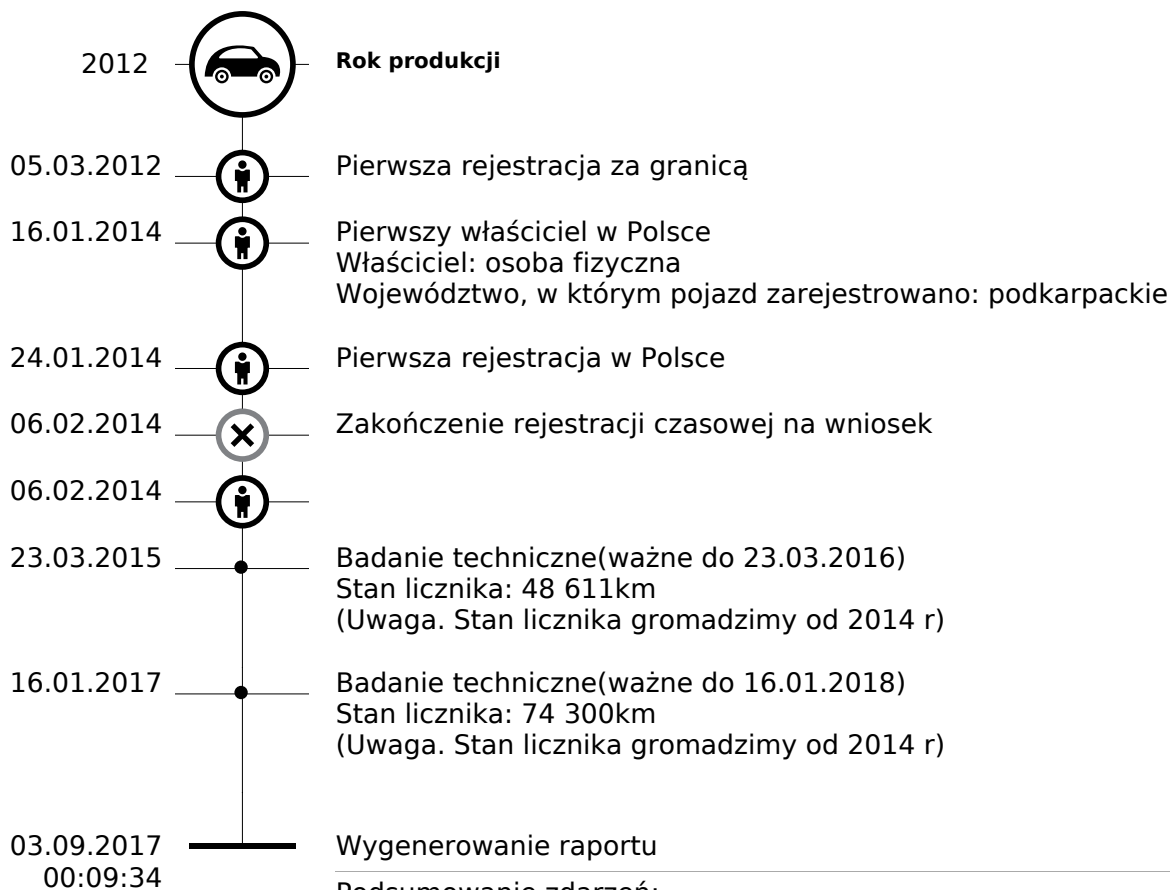 2012 Rok produkcji
05.03.2012 Pierwsza rejestracja za granicą
16.01.2014 Pierwszy właściciel w Polsce
Właściciel: osoba fizyczna
Województwo, w którym pojazd zarejestrowano: podkarpackie
24.01.2014 Pierwsza rejestracja w Polsce
06.02.2014 Zakończenie rejestracji czasowej na wniosek
06.02.2014
23.03.2015 Badanie techniczne(ważne do 23.03.2016)
Stan licznika: 48 611km
(Uwaga. Stan licznika gromadzimy od 2014 r)
16.01.2017 Badanie techniczne(ważne do 16.01.2018)
Stan licznika: 74 300km
(Uwaga. Stan licznika gromadzimy od 2014 r)
03.09.2017 Wygenerowanie raportu
00:09:34
Podsumowanie zdarzeń: